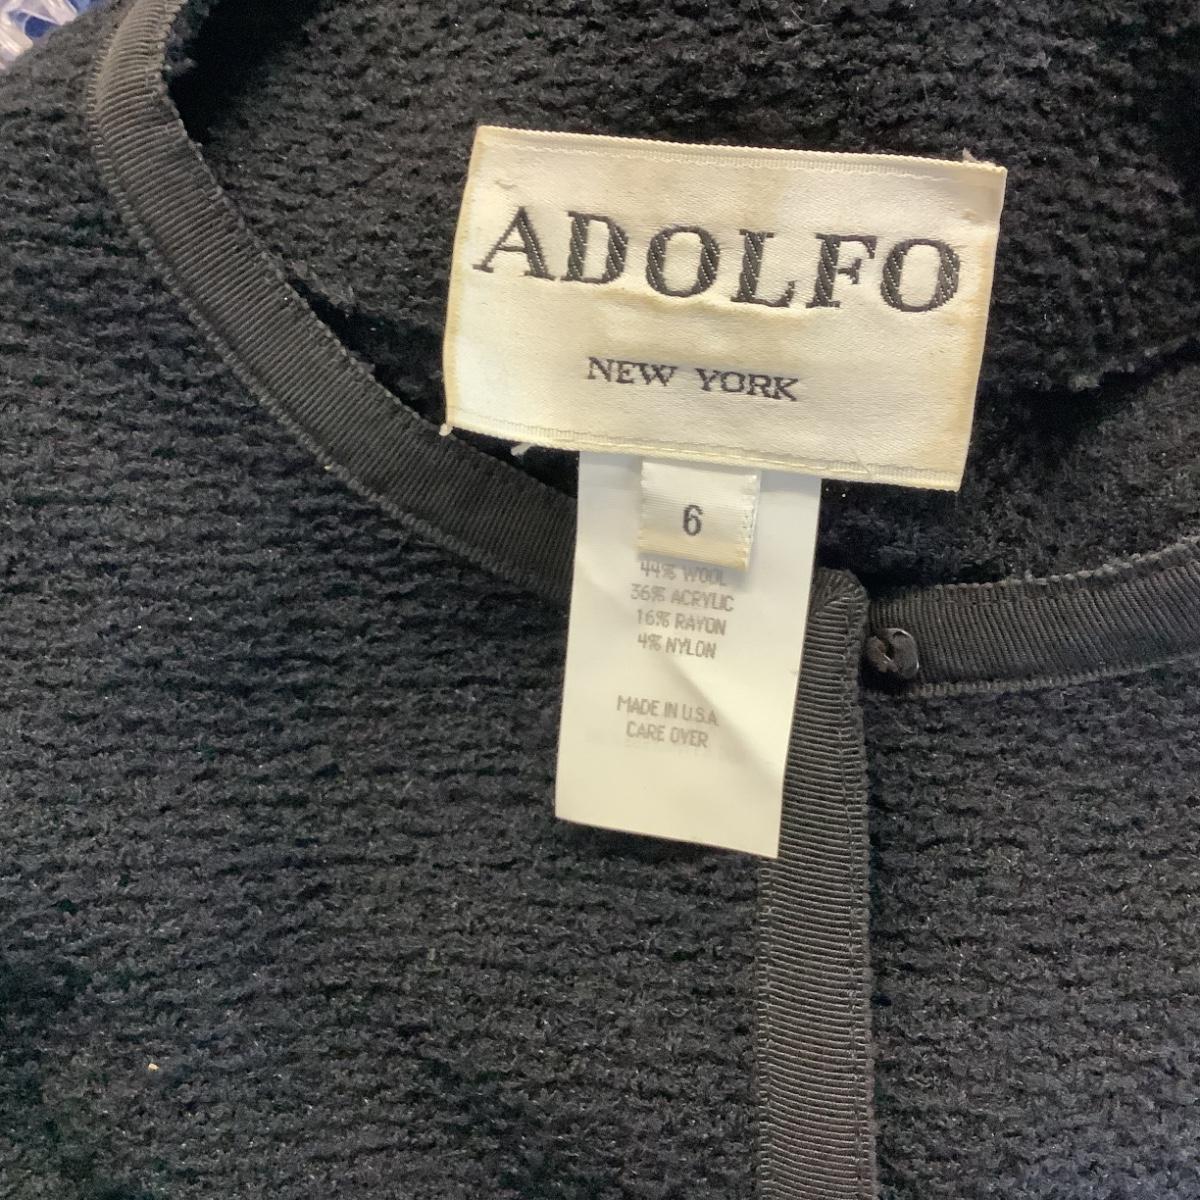 ADOLFO
NEW YORK
6
44% WOOL
36% ACRYLIC
16% RAYON
4% NYLON
MADE IN U.S.A.
CARE OVER